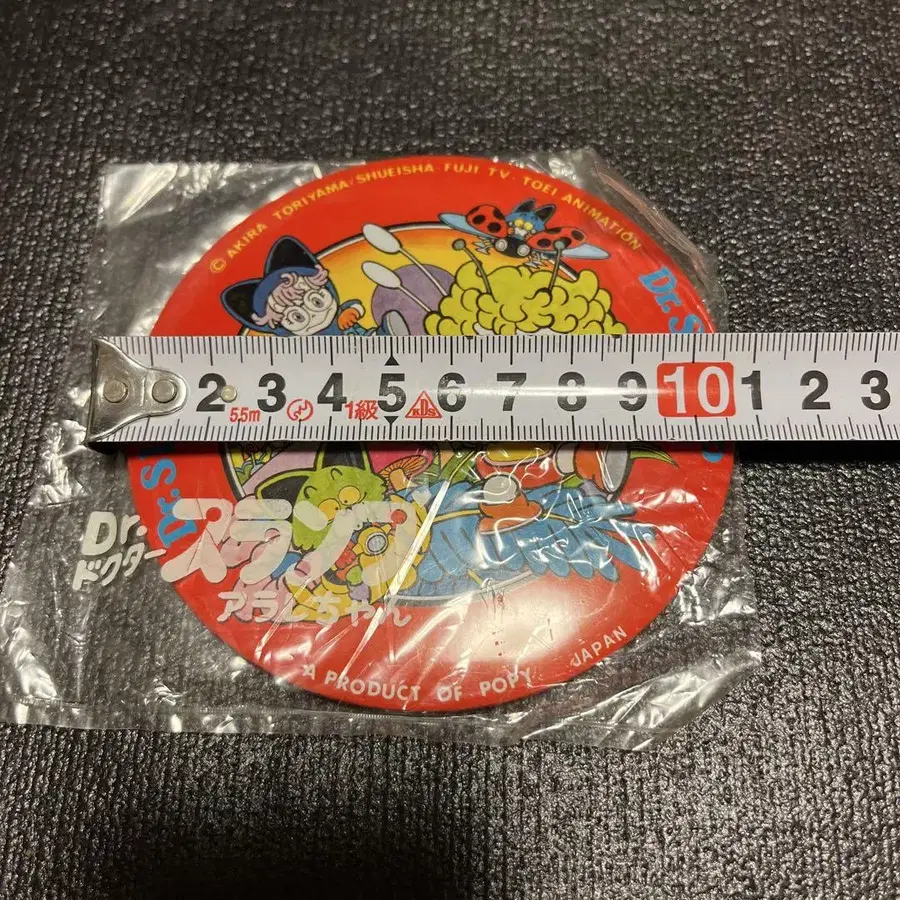 © AKIRA TORIYAMA/SHUEISHA·FUJI TV·TOEI ANIMATION
Dr.S
2 3 4 5 6 7 8 9 10 1 2 3
5.5m 1級 KDS
Dr.S
Dr.スランプ
ドクター
アラレちゃん
A PRODUCT OF POPY JAPAN